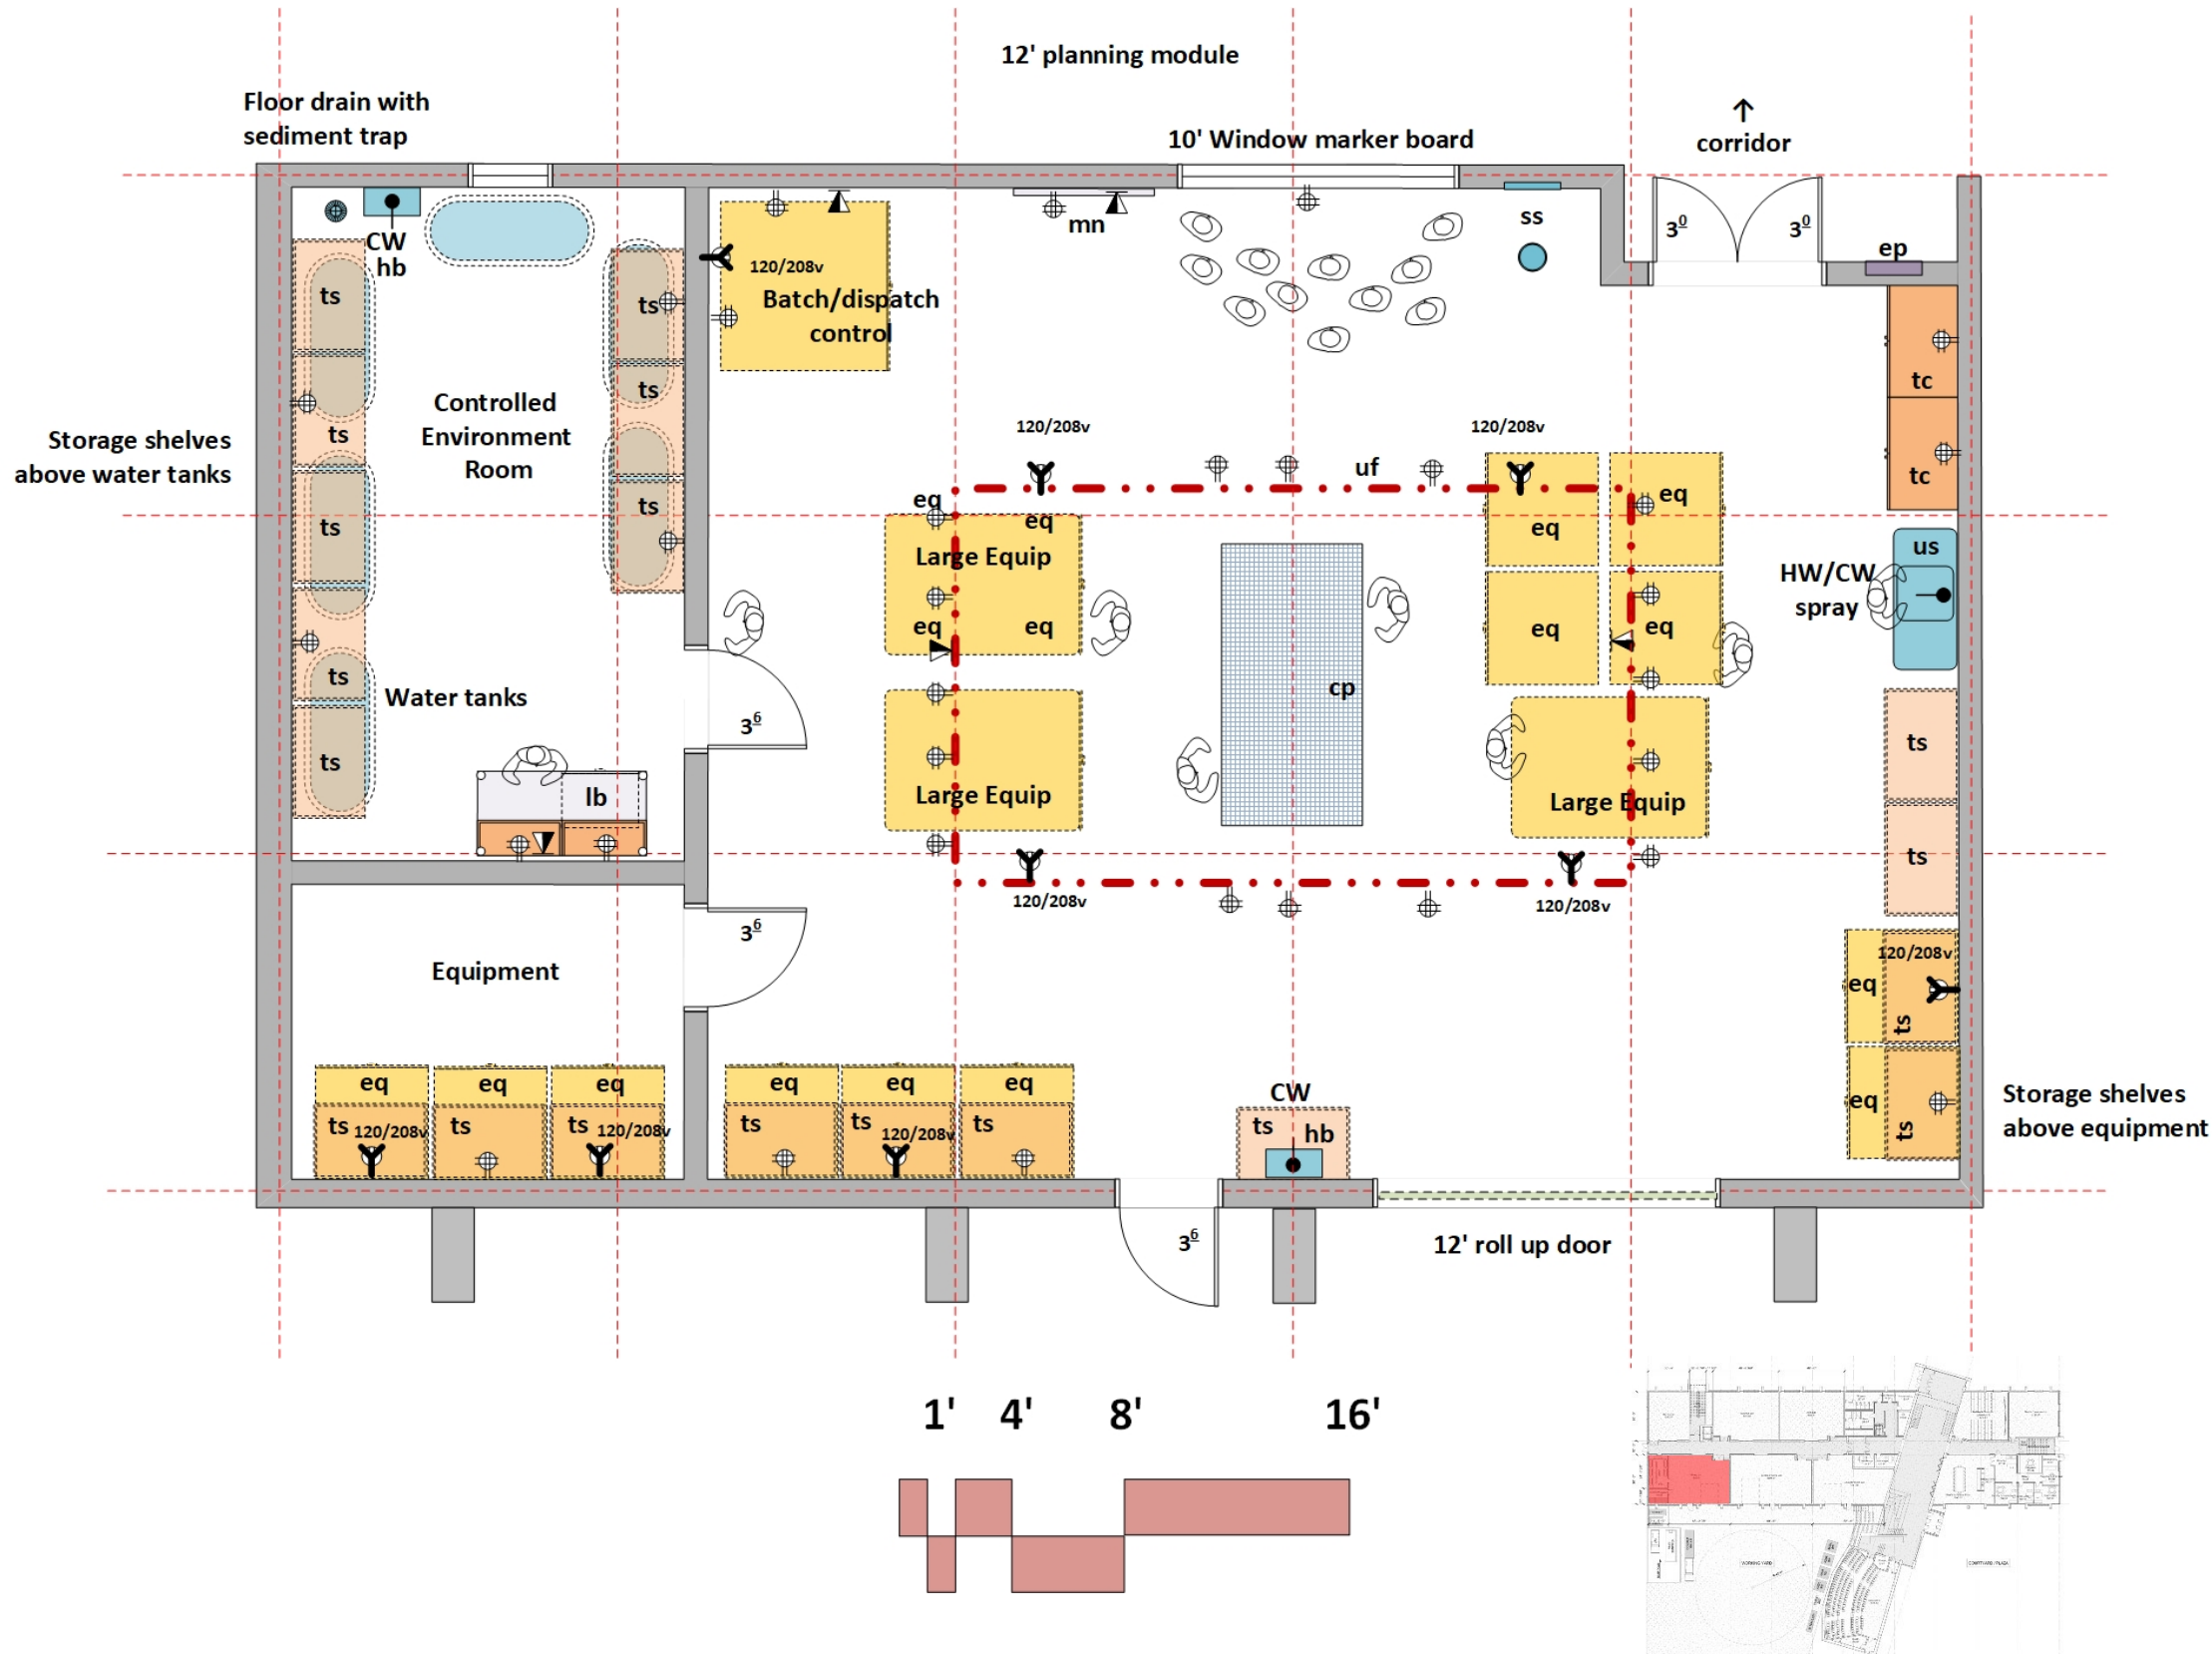 12' planning module
Floor drain with
sediment trap
10' Window marker board
↑
corridor
CW
hb
mn
ss
3⁰
3⁰
ep
ts
ts
120/208v
Batch/dispatch
control
ts
tc
Controlled
Environment
Room
ts
Storage shelves
above water tanks
120/208v
120/208v
uf
tc
ts
ts
eq
eq
Large Equip
eq
eq
eq
eq
eq
eq
us
HW/CW
spray
ts
Water tanks
3⁶
cp
ts
ts
lb
Large Equip
Large Equip
ts
120/208v
120/208v
3⁶
Equipment
120/208v
eq
ts
eq
eq
eq
ts 120/208v
ts
ts 120/208v
eq
eq
eq
ts
ts 120/208v
ts
CW
ts
hb
eq
ts
Storage shelves
above equipment
3⁶
12' roll up door
1' 4' 8' 16'
WORKING YARD